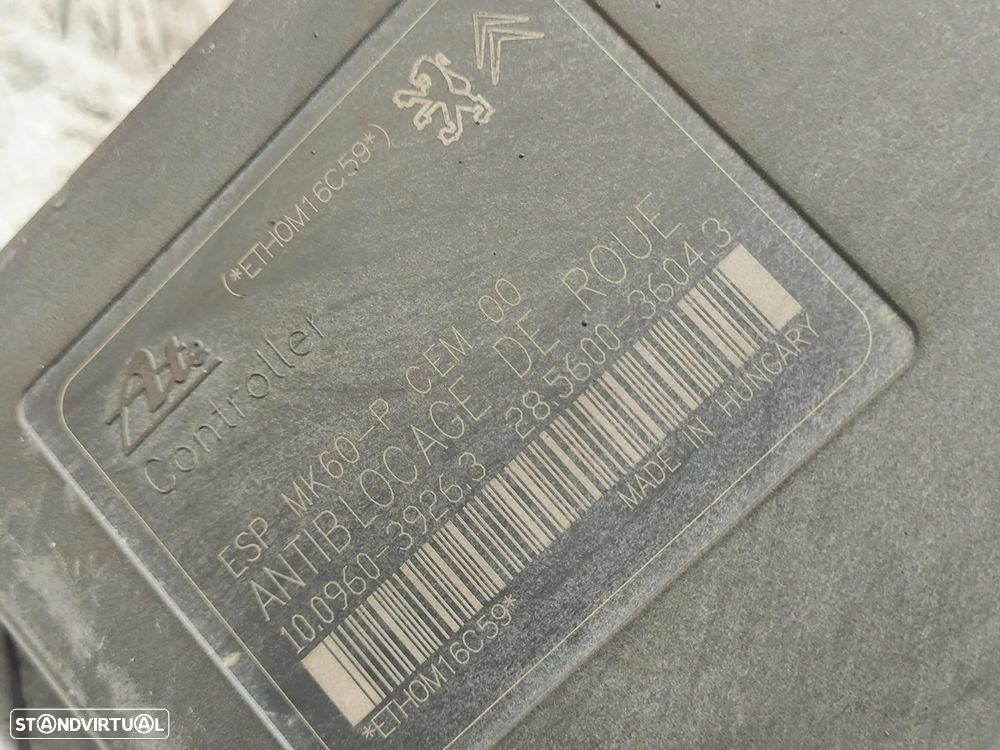 (*ETHOM16C59*)
Ate
Controller
ESP MK60-P CEM 00
ANTIBLOCAGE DE ROUE
10.0960-3926.3 28.5600-3604.3
*ETHOM16C59*
MADE IN HUNGARY
STANDVIRTUAL